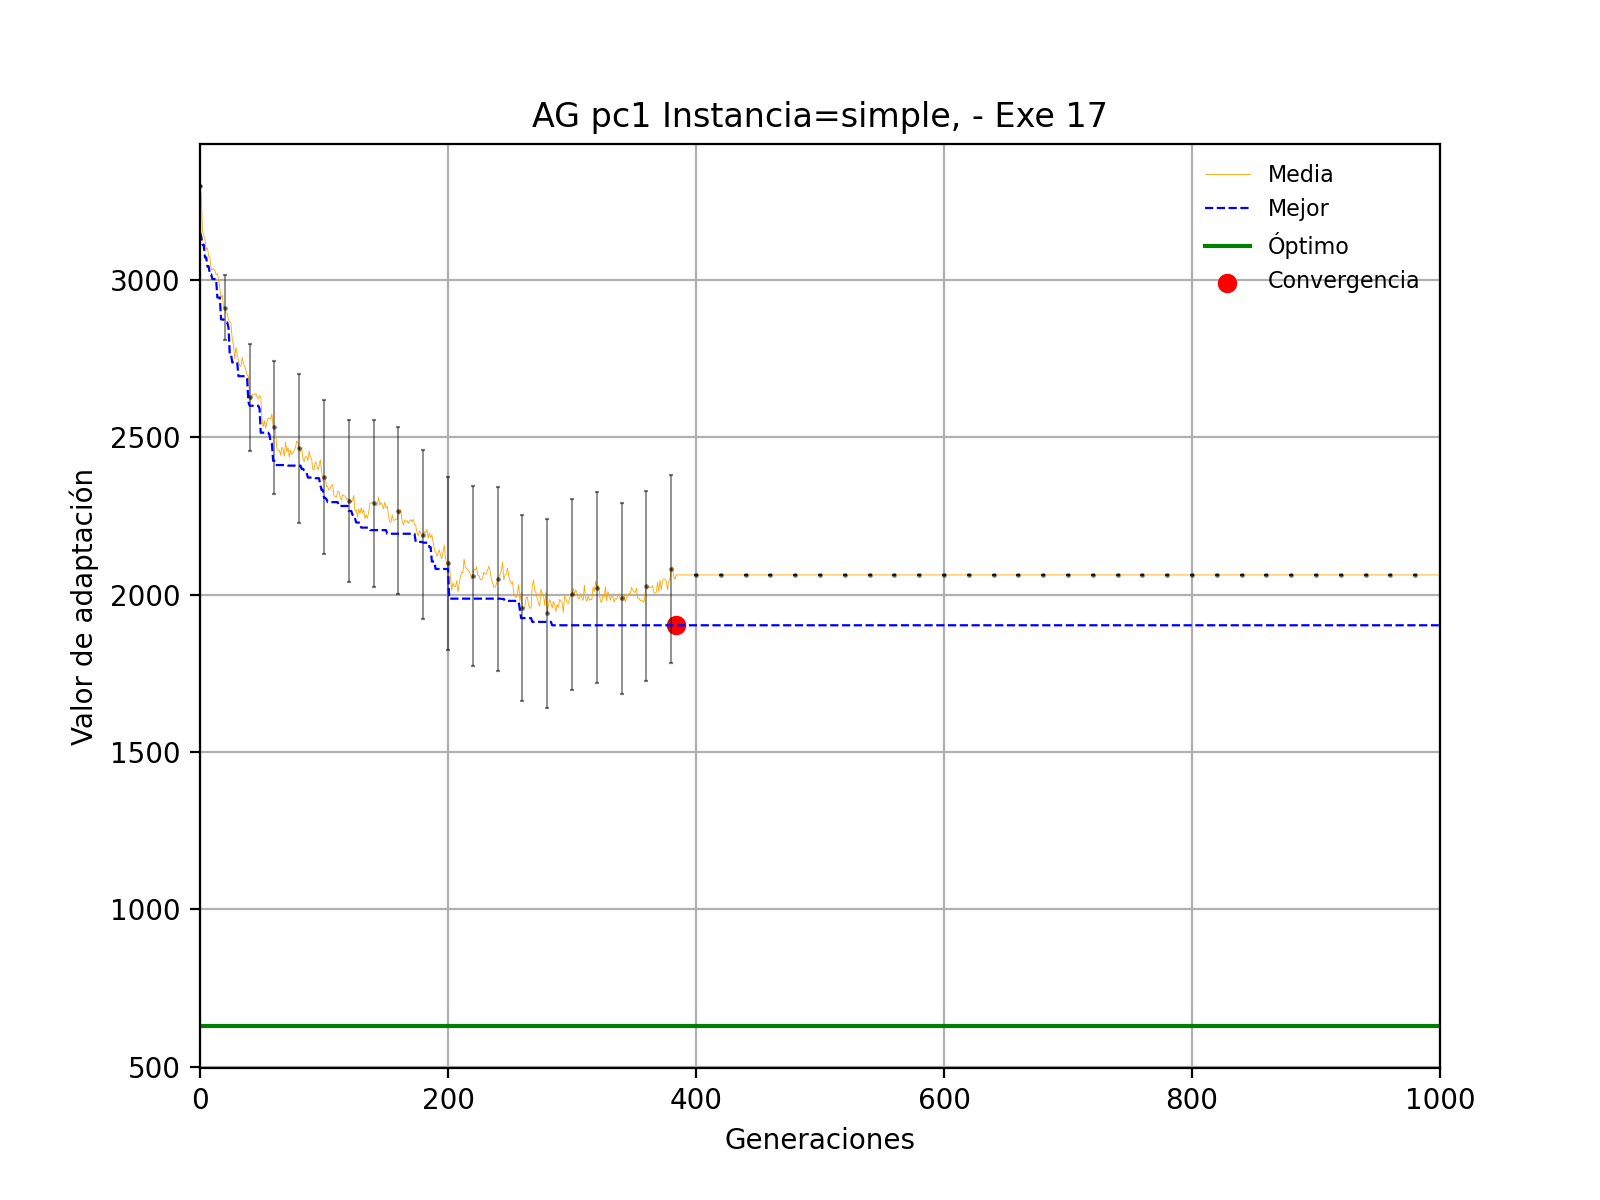 AG pc1 Instancia=simple, - Exe 17
Media
Mejor
Óptimo
Convergencia
Valor de adaptación
3000
2500
2000
1500
1000
500
0 200 400 600 800 1000
Generaciones